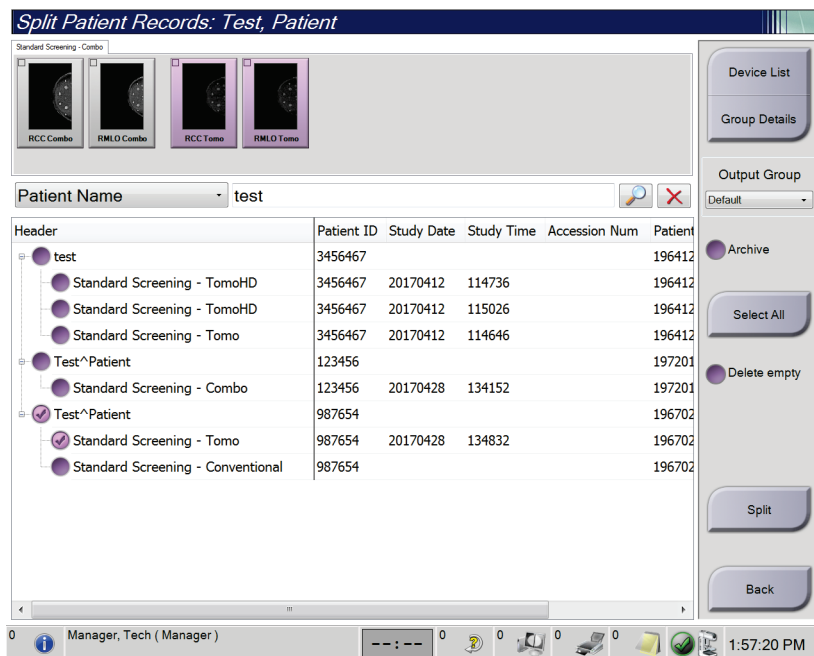 Split Patient Records: Test, Patient
Standard Screening - Combo
RCC Combo RMLO Combo RCC Tomo RMLO Tomo
Device List
Group Details
Output Group
Default
Patient Name test
Header Patient ID Study Date Study Time Accession Num Patient
test 3456467 196412
Standard Screening - TomoHD 3456467 20170412 114736 196412
Standard Screening - TomoHD 3456467 20170412 115026 196412
Standard Screening - Tomo 3456467 20170412 114646 196412
Test^Patient 123456 197201
Standard Screening - Combo 123456 20170428 134152 197201
Test^Patient 987654 196702
Standard Screening - Tomo 987654 20170428 134832 196702
Standard Screening - Conventional 987654 196702
Archive
Select All
Delete empty
Split
Back
0 Manager, Tech ( Manager ) --:-- 0 0 0 0 1:57:20 PM